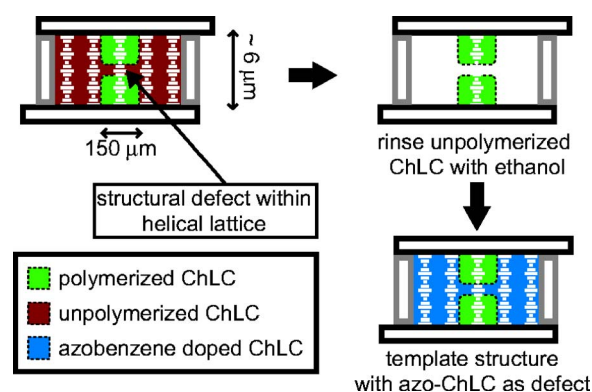 ~ 6 µm
150 µm
structural defect within
helical lattice
polymerized ChLC
unpolymerized ChLC
azobenzene doped ChLC
rinse unpolymerized
ChLC with ethanol
template structure
with azo-ChLC as defect